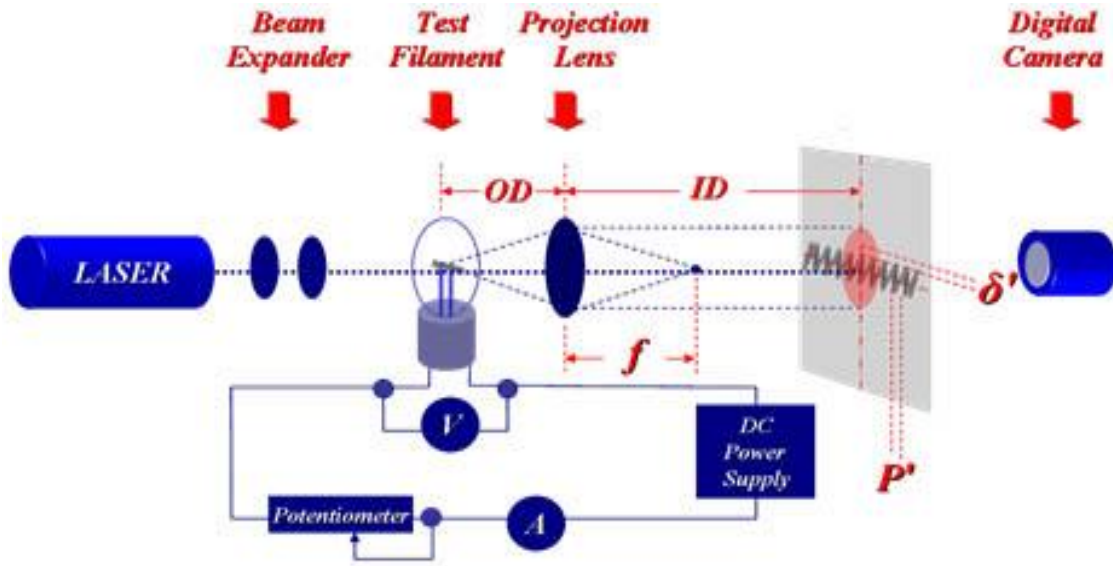 Beam
Expander
Test
Filament
Projection
Lens
Digital
Camera
OD
ID
LASER
δ'
f
V
DC
Power
Supply
P'
Potentiometer
A